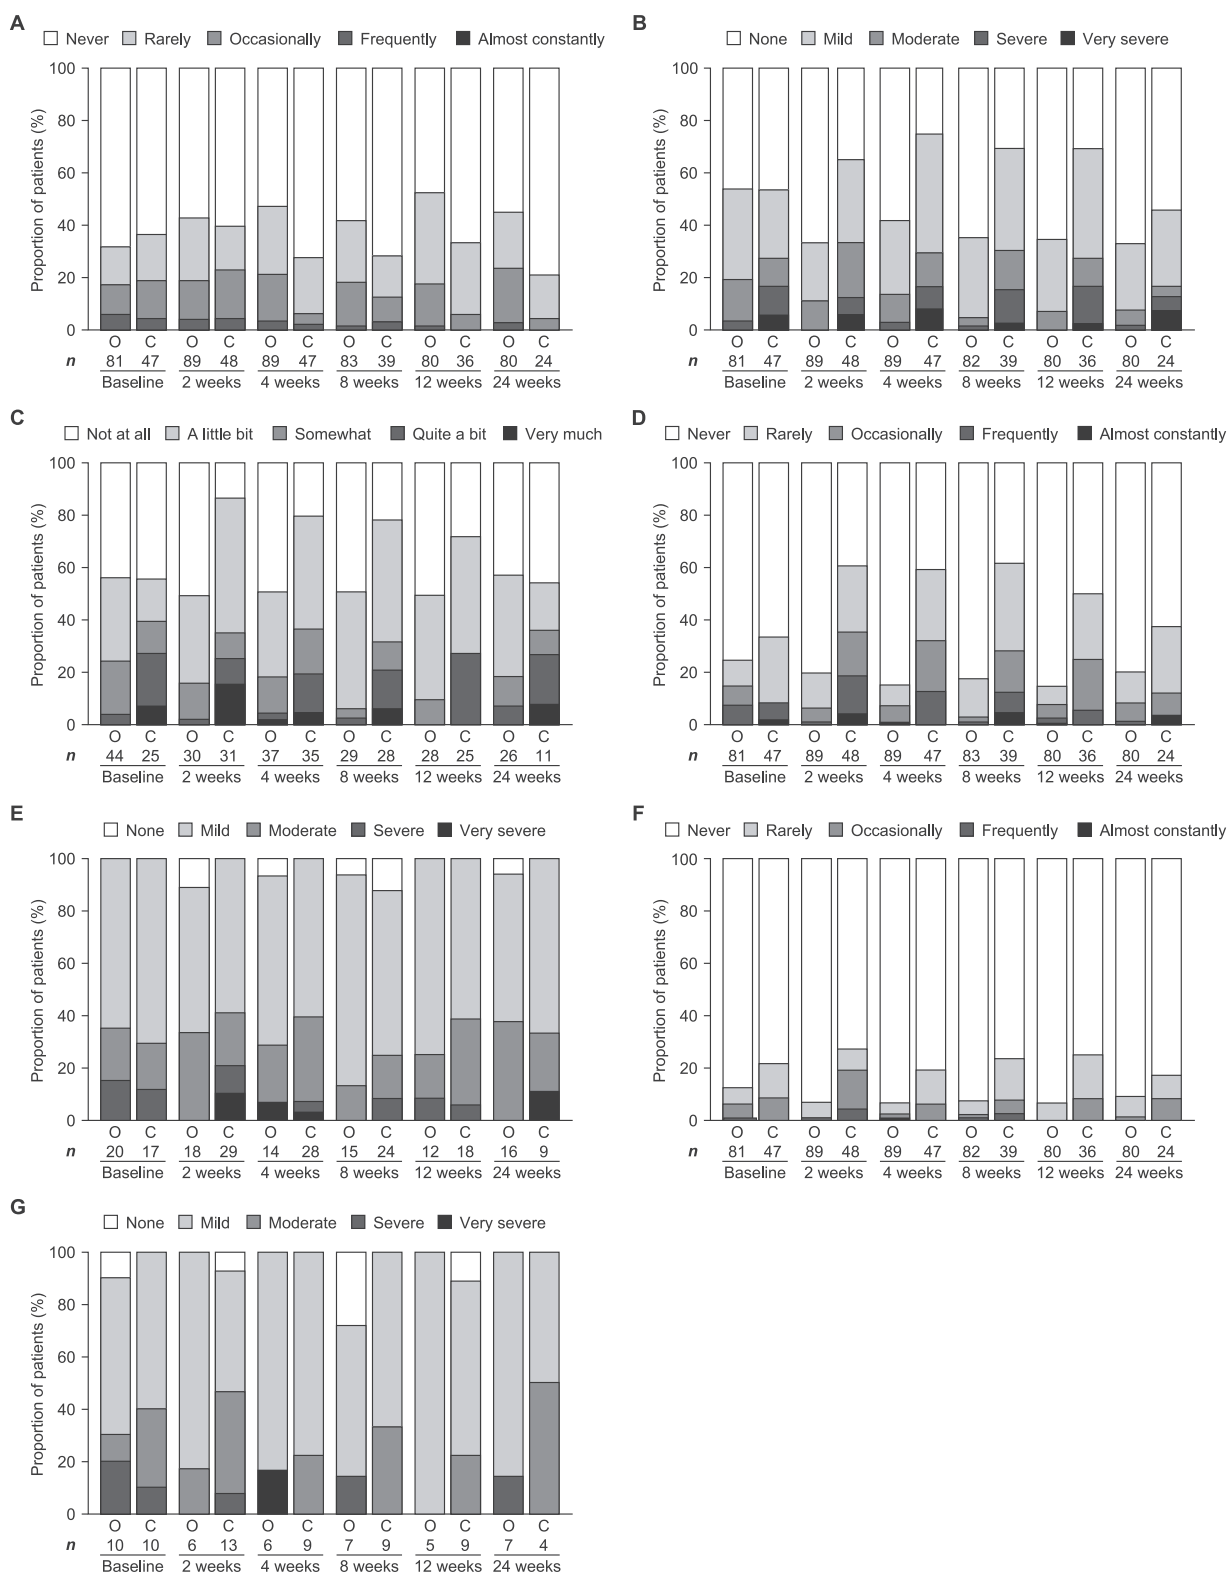 A
Never Rarely Occasionally Frequently Almost constantly
Proportion of patients (%)
100
80
60
40
20
0
O C O C O C O C O C O C
n 81 47 89 48 89 47 83 39 80 36 80 24
Baseline 2 weeks 4 weeks 8 weeks 12 weeks 24 weeks
B
None Mild Moderate Severe Very severe
Proportion of patients (%)
100
80
60
40
20
0
O C O C O C O C O C O C
n 81 47 89 48 89 47 82 39 80 36 80 24
Baseline 2 weeks 4 weeks 8 weeks 12 weeks 24 weeks
C
Not at all A little bit Somewhat Quite a bit Very much
Proportion of patients (%)
100
80
60
40
20
0
O C O C O C O C O C O C
n 44 25 30 31 37 35 29 28 28 25 26 11
Baseline 2 weeks 4 weeks 8 weeks 12 weeks 24 weeks
D
Never Rarely Occasionally Frequently Almost constantly
Proportion of patients (%)
100
80
60
40
20
0
O C O C O C O C O C O C
n 81 47 89 48 89 47 83 39 80 36 80 24
Baseline 2 weeks 4 weeks 8 weeks 12 weeks 24 weeks
E
None Mild Moderate Severe Very severe
Proportion of patients (%)
100
80
60
40
20
0
O C O C O C O C O C O C
n 20 17 18 29 14 28 15 24 12 18 16 9
Baseline 2 weeks 4 weeks 8 weeks 12 weeks 24 weeks
F
Never Rarely Occasionally Frequently Almost constantly
Proportion of patients (%)
100
80
60
40
20
0
O C O C O C O C O C O C
n 81 47 89 48 89 47 82 39 80 36 80 24
Baseline 2 weeks 4 weeks 8 weeks 12 weeks 24 weeks
G
None Mild Moderate Severe Very severe
Proportion of patients (%)
100
80
60
40
20
0
O C O C O C O C O C O C
n 10 10 6 13 6 9 7 9 5 9 7 4
Baseline 2 weeks 4 weeks 8 weeks 12 weeks 24 weeks